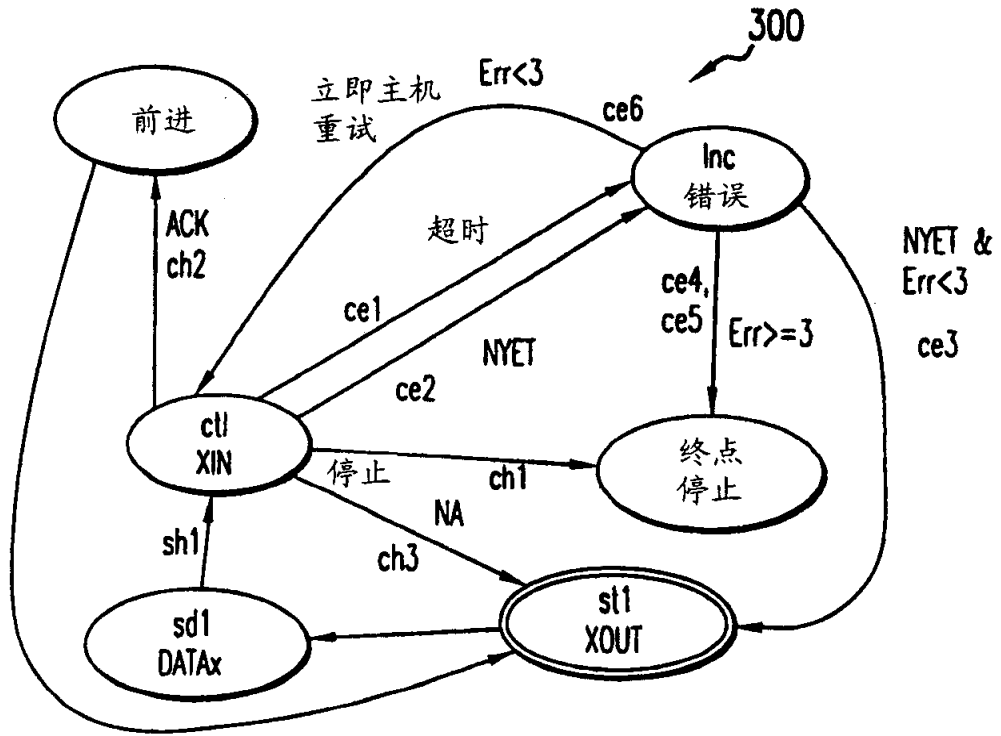 300
Err<3
立即主机
重试
ce6
前进
Inc
错误
ACK
ch2
超时
NYET &
Err<3
ce3
ce4,
ce5
Err>=3
ce1
NYET
ce2
ctl
XIN
停止
ch1
终点
停止
NA
ch3
sh1
sd1
DATAx
st1
XOUT